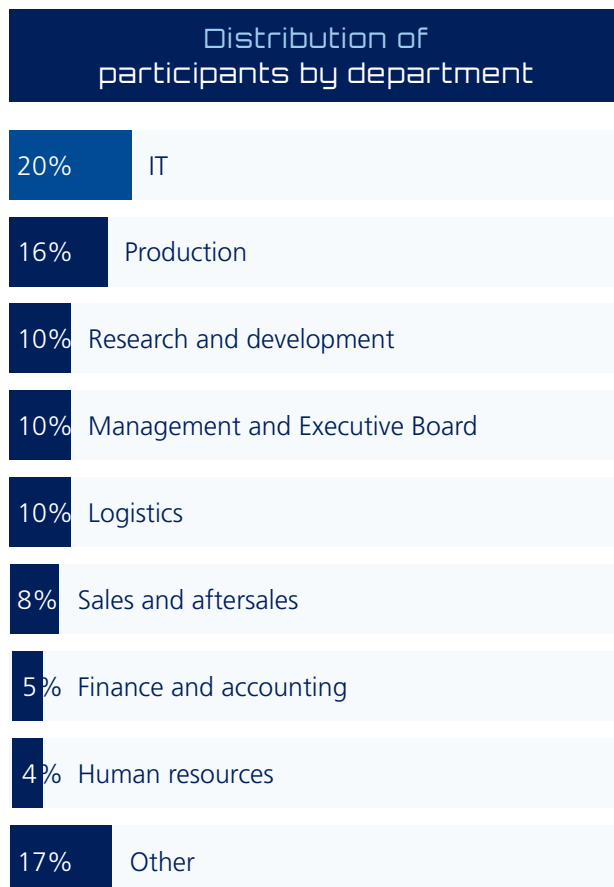 Distribution of
participants by department
20% IT
16% Production
10% Research and development
10% Management and Executive Board
10% Logistics
8% Sales and aftersales
5% Finance and accounting
4% Human resources
17% Other